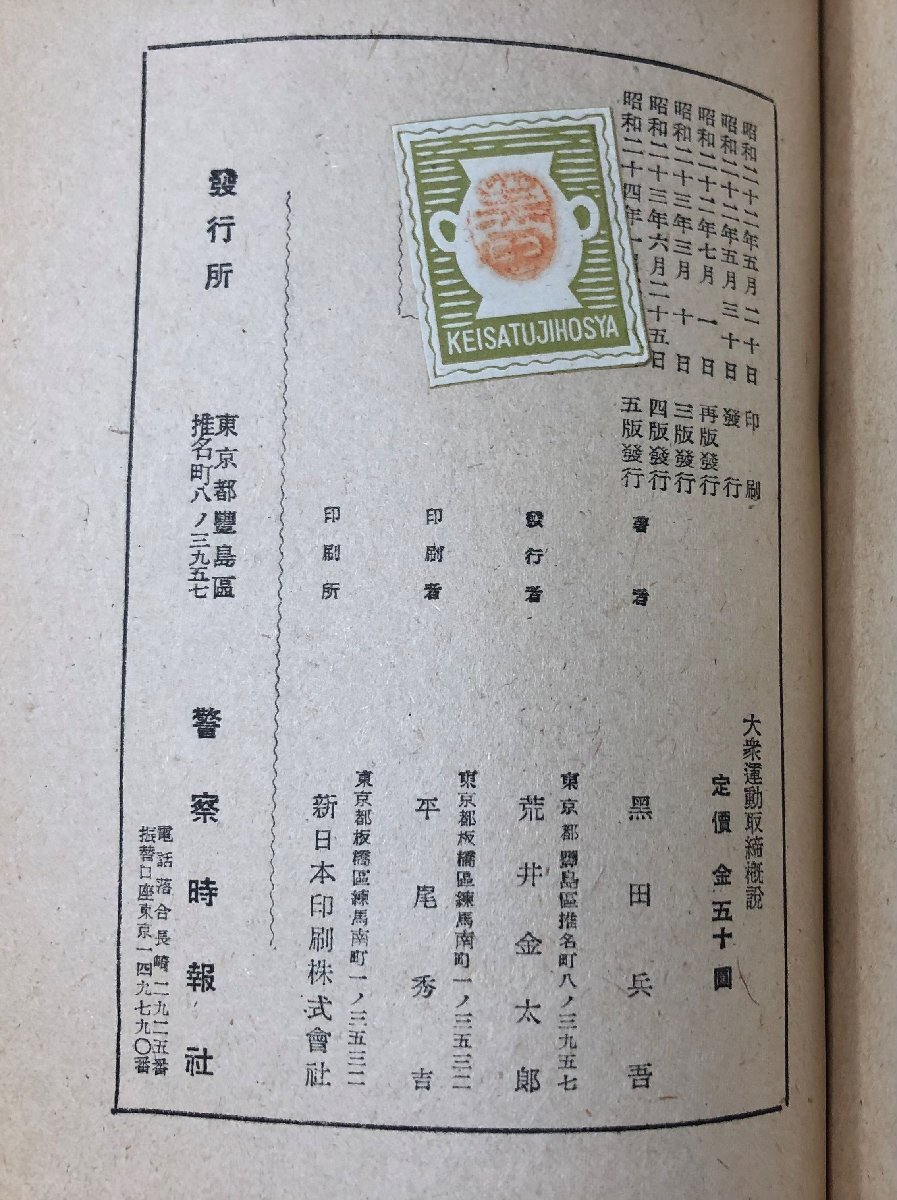 昭和二十二年五月二十日 印刷
昭和二十二年五月三十日 發行
昭和二十二年七月一日 再版發行
昭和二十三年三月十日 三版發行
昭和二十三年六月二十五日 四版發行
昭和二十四年一月 五版發行
KEISATUJIHOSYA
大衆運動取締概說
定價金五十圓
著者 黑田兵吾
東京都豐島區椎名町八ノ三九五七
發行者 荒井金太郎
東京都板橋區練馬南町一ノ三五三二
印刷者 平尾秀吉
東京都板橋區練馬南町一ノ三五三二
印刷所 新日本印刷株式會社
發行所
東京都豐島區
椎名町八ノ三九五七
警察時報社
電話落合長崎二九二五番
振替口座東京一四九七九〇番